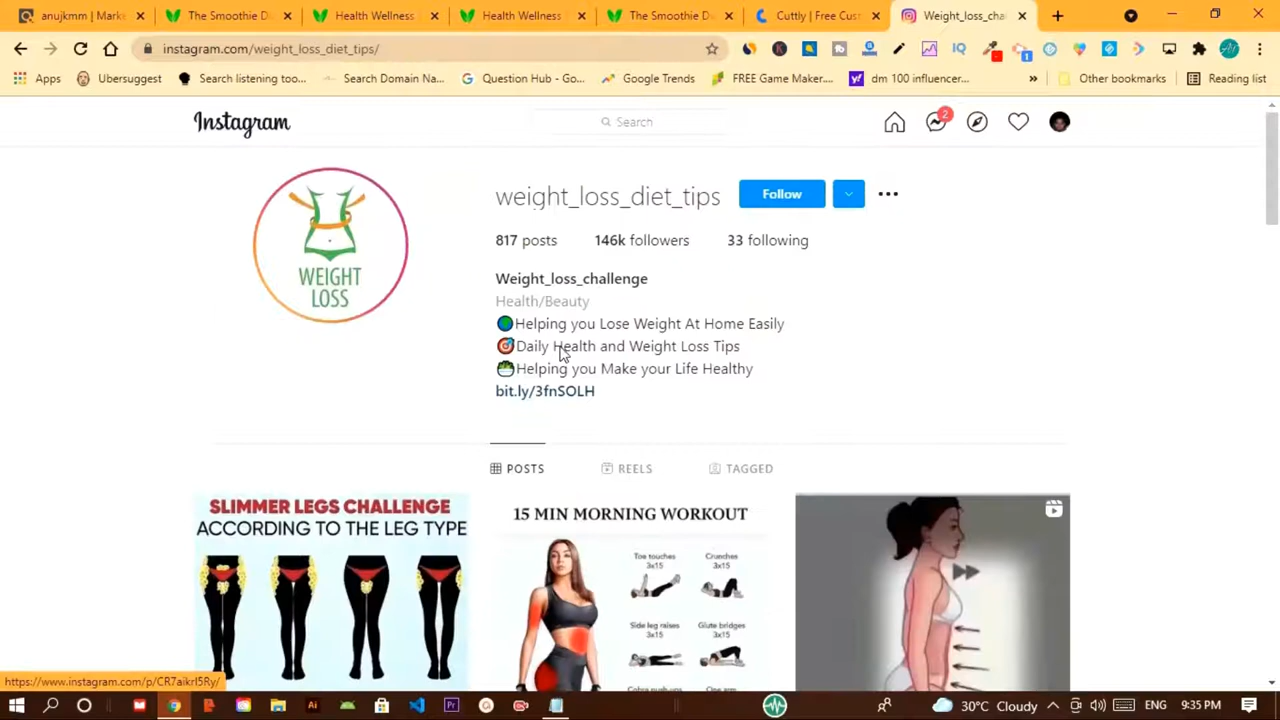 anujkmm | Marke
The Smoothie Di
Health Wellness
Health Wellness
The Smoothie D
Cuttly | Free Cus
Weight_loss_cha
instagram.com/weight_loss_diet_tips/
Apps
Ubersuggest
Search listening too...
Search Domain Na...
Question Hub - Go...
Google Trends
FREE Game Maker....
dm 100 influencer...
Other bookmarks
Reading list
Instagram
Search
2
weight_loss_diet_tips
Follow
817 posts
146k followers
33 following
WEIGHT
LOSS
Weight_loss_challenge
Health/Beauty
Helping you Lose Weight At Home Easily
Daily Health and Weight Loss Tips
Helping you Make your Life Healthy
bit.ly/3fnSOLH
POSTS
REELS
TAGGED
SLIMMER LEGS CHALLENGE
ACCORDING TO THE LEG TYPE
15 MIN MORNING WORKOUT
Toe touches
3x15
Crunches
3x15
Side leg raises
3x15
Glute bridges
3x15
https://www.instagram.com/p/CR7aikrI5Ry/
30°C Cloudy
ENG
9:35 PM